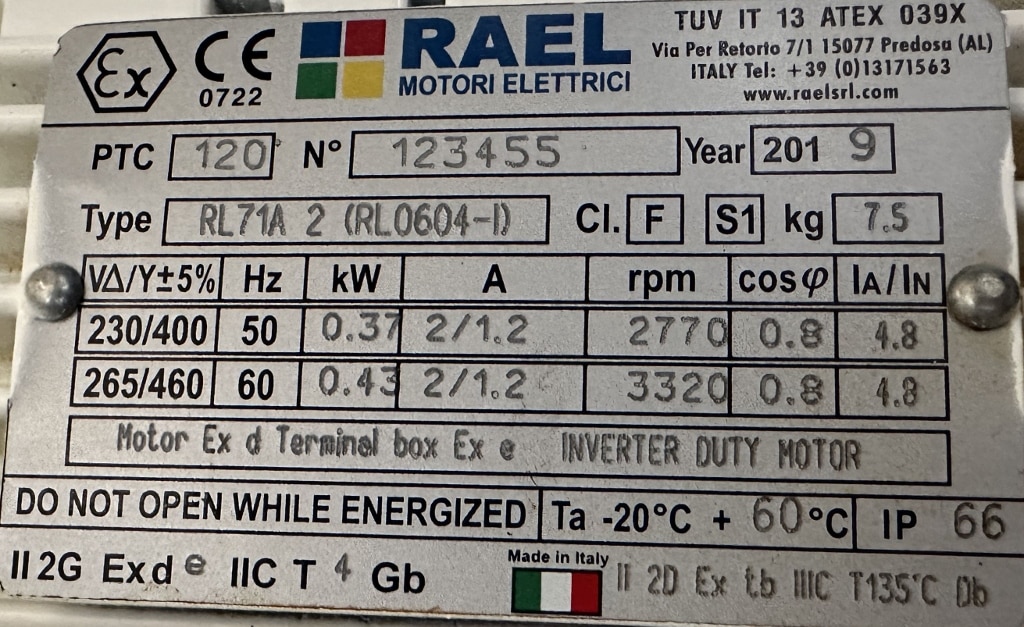 Ex CE 0722 RAEL MOTORI ELETTRICI
TUV IT 13 ATEX 039X
Via Per Retorto 7/1 15077 Predosa (AL)
ITALY Tel: +39 (0)13171563
www.raelsrl.com
PTC 120 N° 123455 Year 2019
Type RL71A 2 (RL0604-I) Cl. F S1 kg 7.5
VΔ/Y±5% Hz kW A rpm cosφ IA/IN
230/400 50 0.37 2/1.2 2770 0.8 4.8
265/460 60 0.43 2/1.2 3320 0.8 4.8
Motor Ex d Terminal box Ex e INVERTER DUTY MOTOR
DO NOT OPEN WHILE ENERGIZED Ta -20°C + 60°C IP 66
II 2G Exd e IIC T 4 Gb Made in Italy II 2D Ex tb IIIC T135°C Db